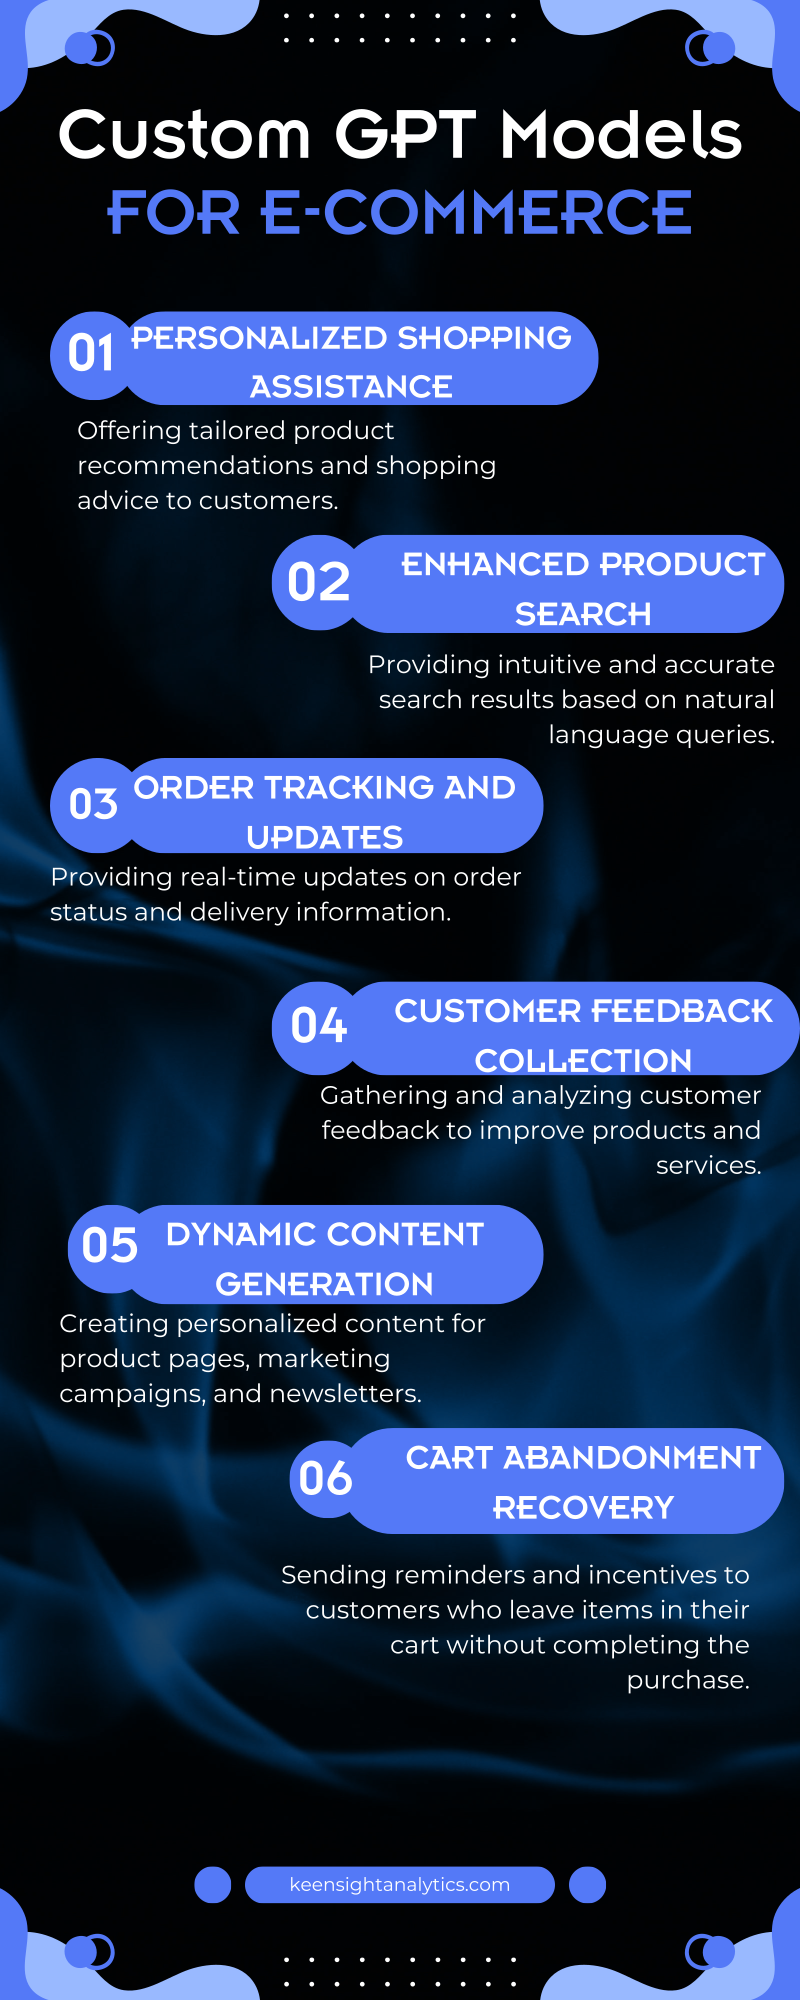 Custom GPT Models
FOR E-COMMERCE
01
PERSONALIZED SHOPPING
ASSISTANCE
Offering tailored product
recommendations and shopping
advice to customers.
02
ENHANCED PRODUCT
SEARCH
Providing intuitive and accurate
search results based on natural
language queries.
03
ORDER TRACKING AND
UPDATES
Providing real-time updates on order
status and delivery information.
04
CUSTOMER FEEDBACK
COLLECTION
Gathering and analyzing customer
feedback to improve products and
services.
05
DYNAMIC CONTENT
GENERATION
Creating personalized content for
product pages, marketing
campaigns, and newsletters.
06
CART ABANDONMENT
RECOVERY
Sending reminders and incentives to
customers who leave items in their
cart without completing the
purchase.
keensightanalytics.com